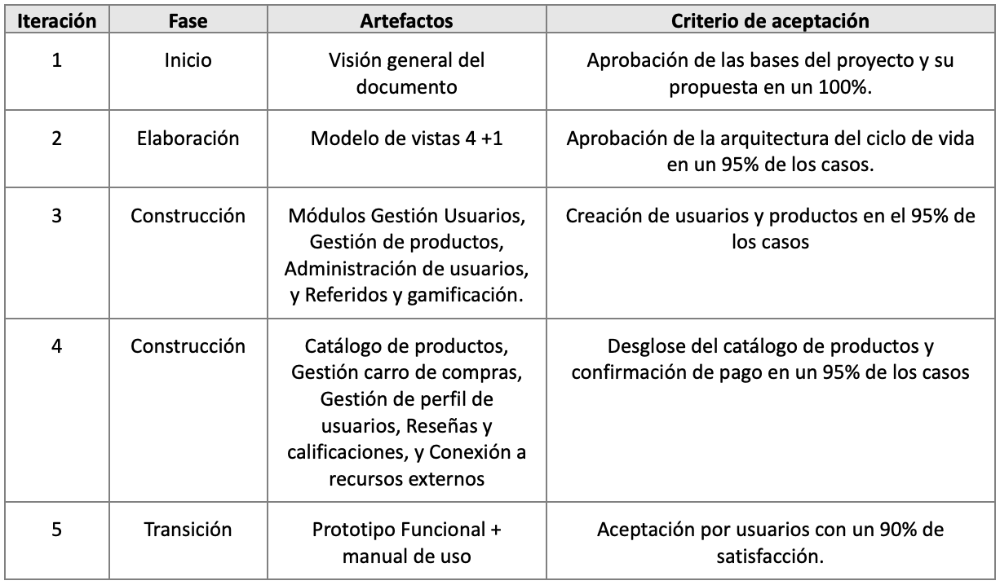 Iteración Fase Artefactos Criterio de aceptación
1 Inicio Visión general del Aprobación de las bases del proyecto y su
documento propuesta en un 100%.
2 Elaboración Modelo de vistas 4 +1 Aprobación de la arquitectura del ciclo de vida
en un 95% de los casos.
3 Construcción Módulos Gestión Usuarios, Creación de usuarios y productos en el 95% de
Gestión de productos, los casos
Administración de usuarios,
y Referidos y gamificación.
4 Construcción Catálogo de productos, Desglose del catálogo de productos y
Gestión carro de compras, confirmación de pago en un 95% de los casos
Gestión de perfil de
usuarios, Reseñas y
calificaciones, y Conexión a
recursos externos
5 Transición Prototipo Funcional + Aceptación por usuarios con un 90% de
manual de uso satisfacción.